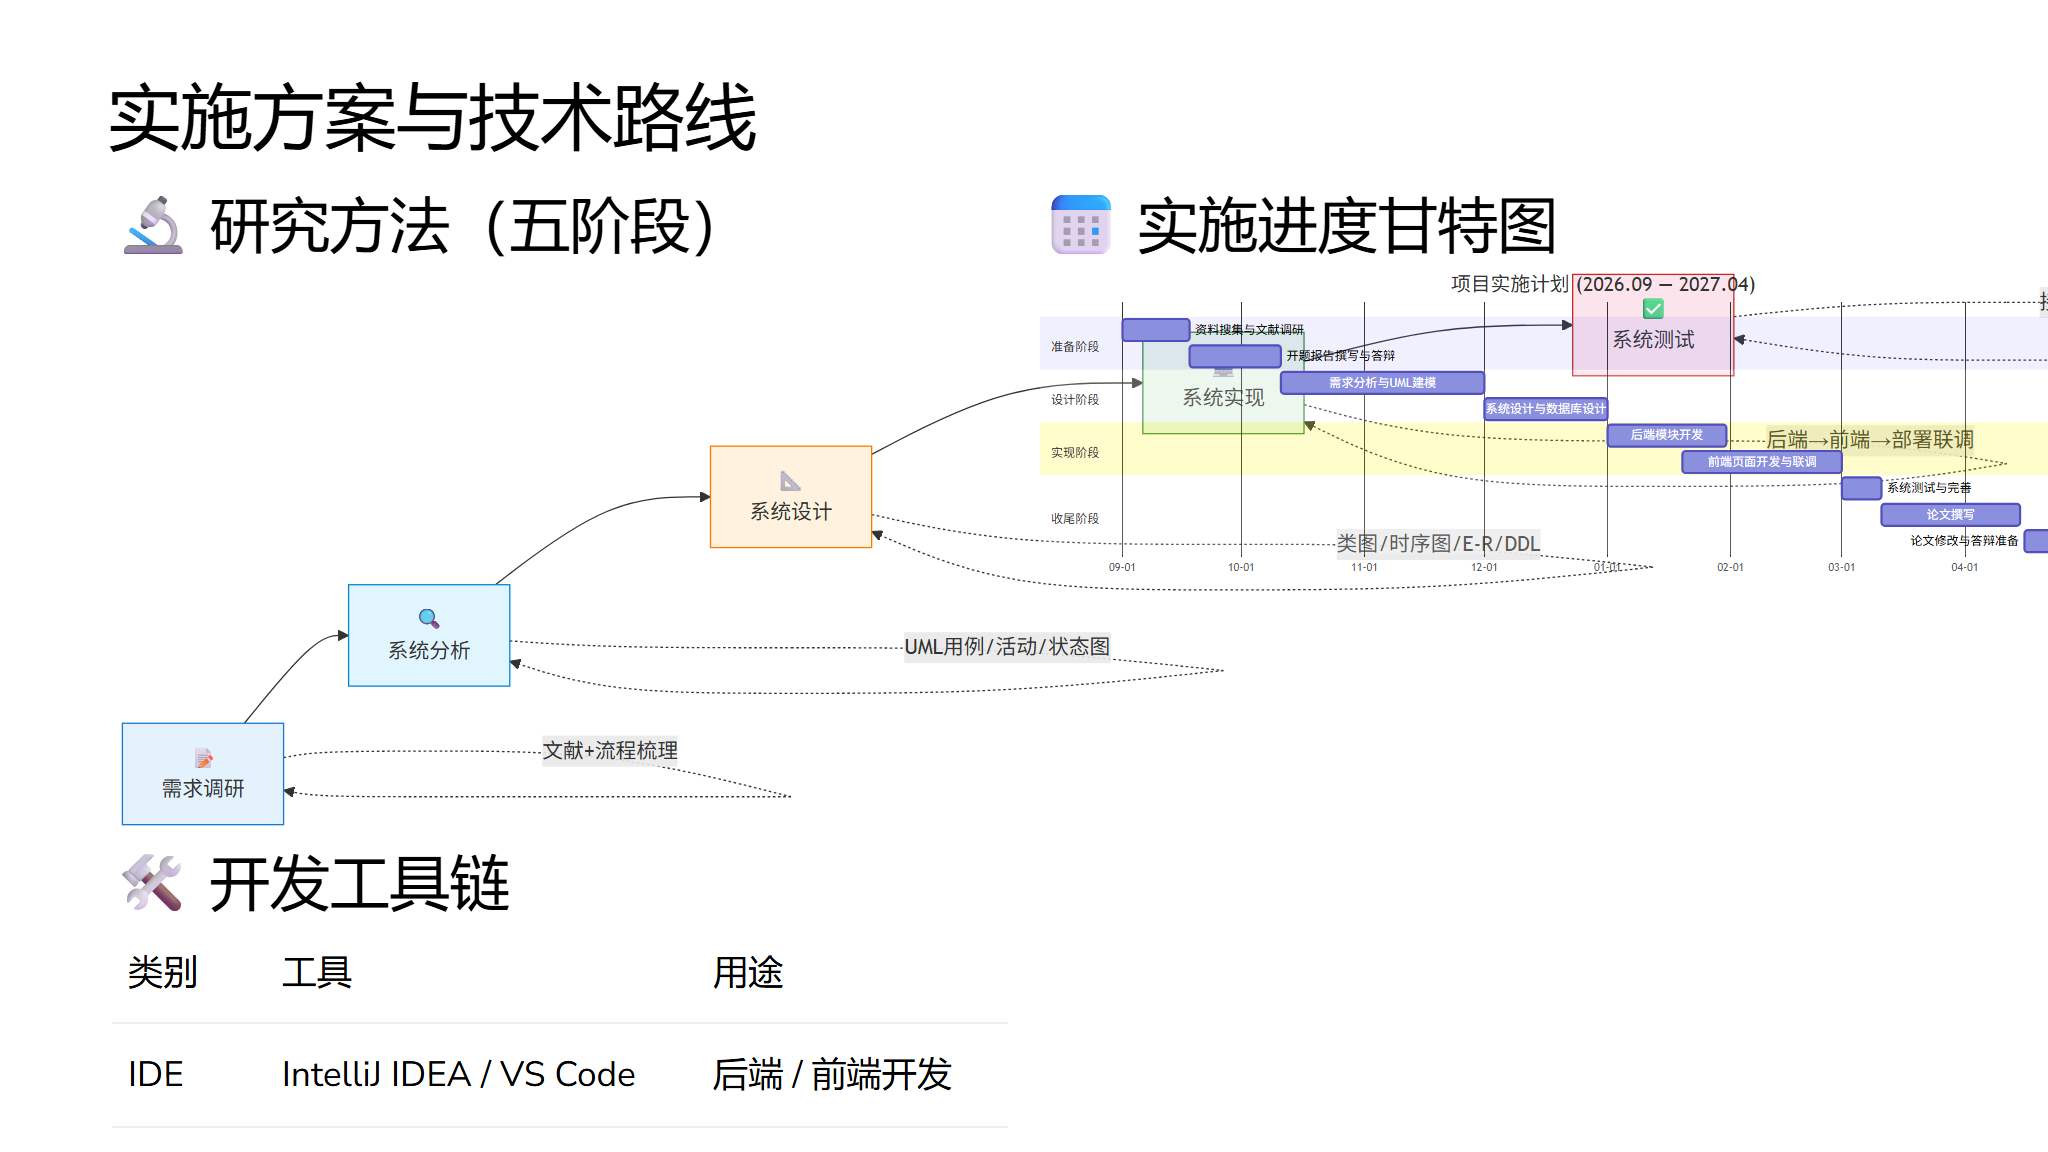 实施方案与技术路线
研究方法（五阶段）
需求调研
文献+流程梳理
系统分析
UML用例/活动/状态图
系统设计
类图/时序图/E-R/DDL
系统实现
后端→前端→部署联调
系统测试
实施进度甘特图
项目实施计划 (2026.09 — 2027.04)
准备阶段
资料搜集与文献调研
开题报告撰写与答辩
设计阶段
需求分析与UML建模
系统设计与数据库设计
实现阶段
后端模块开发
前端页面开发与联调
收尾阶段
系统测试与完善
论文撰写
论文修改与答辩准备
09-01 10-01 11-01 12-01 01-01 02-01 03-01 04-01
开发工具链
类别 工具 用途
IDE IntelliJ IDEA / VS Code 后端 / 前端开发